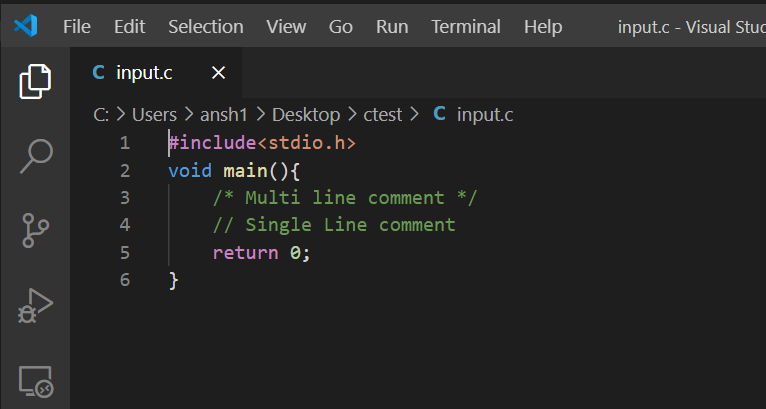 File Edit Selection View Go Run Terminal Help input.c - Visual Stu
C input.c ×
C: > Users > ansh1 > Desktop > ctest > C input.c
1 #include<stdio.h>
2 void main(){
3 /* Multi line comment */
4 // Single Line comment
5 return 0;
6 }